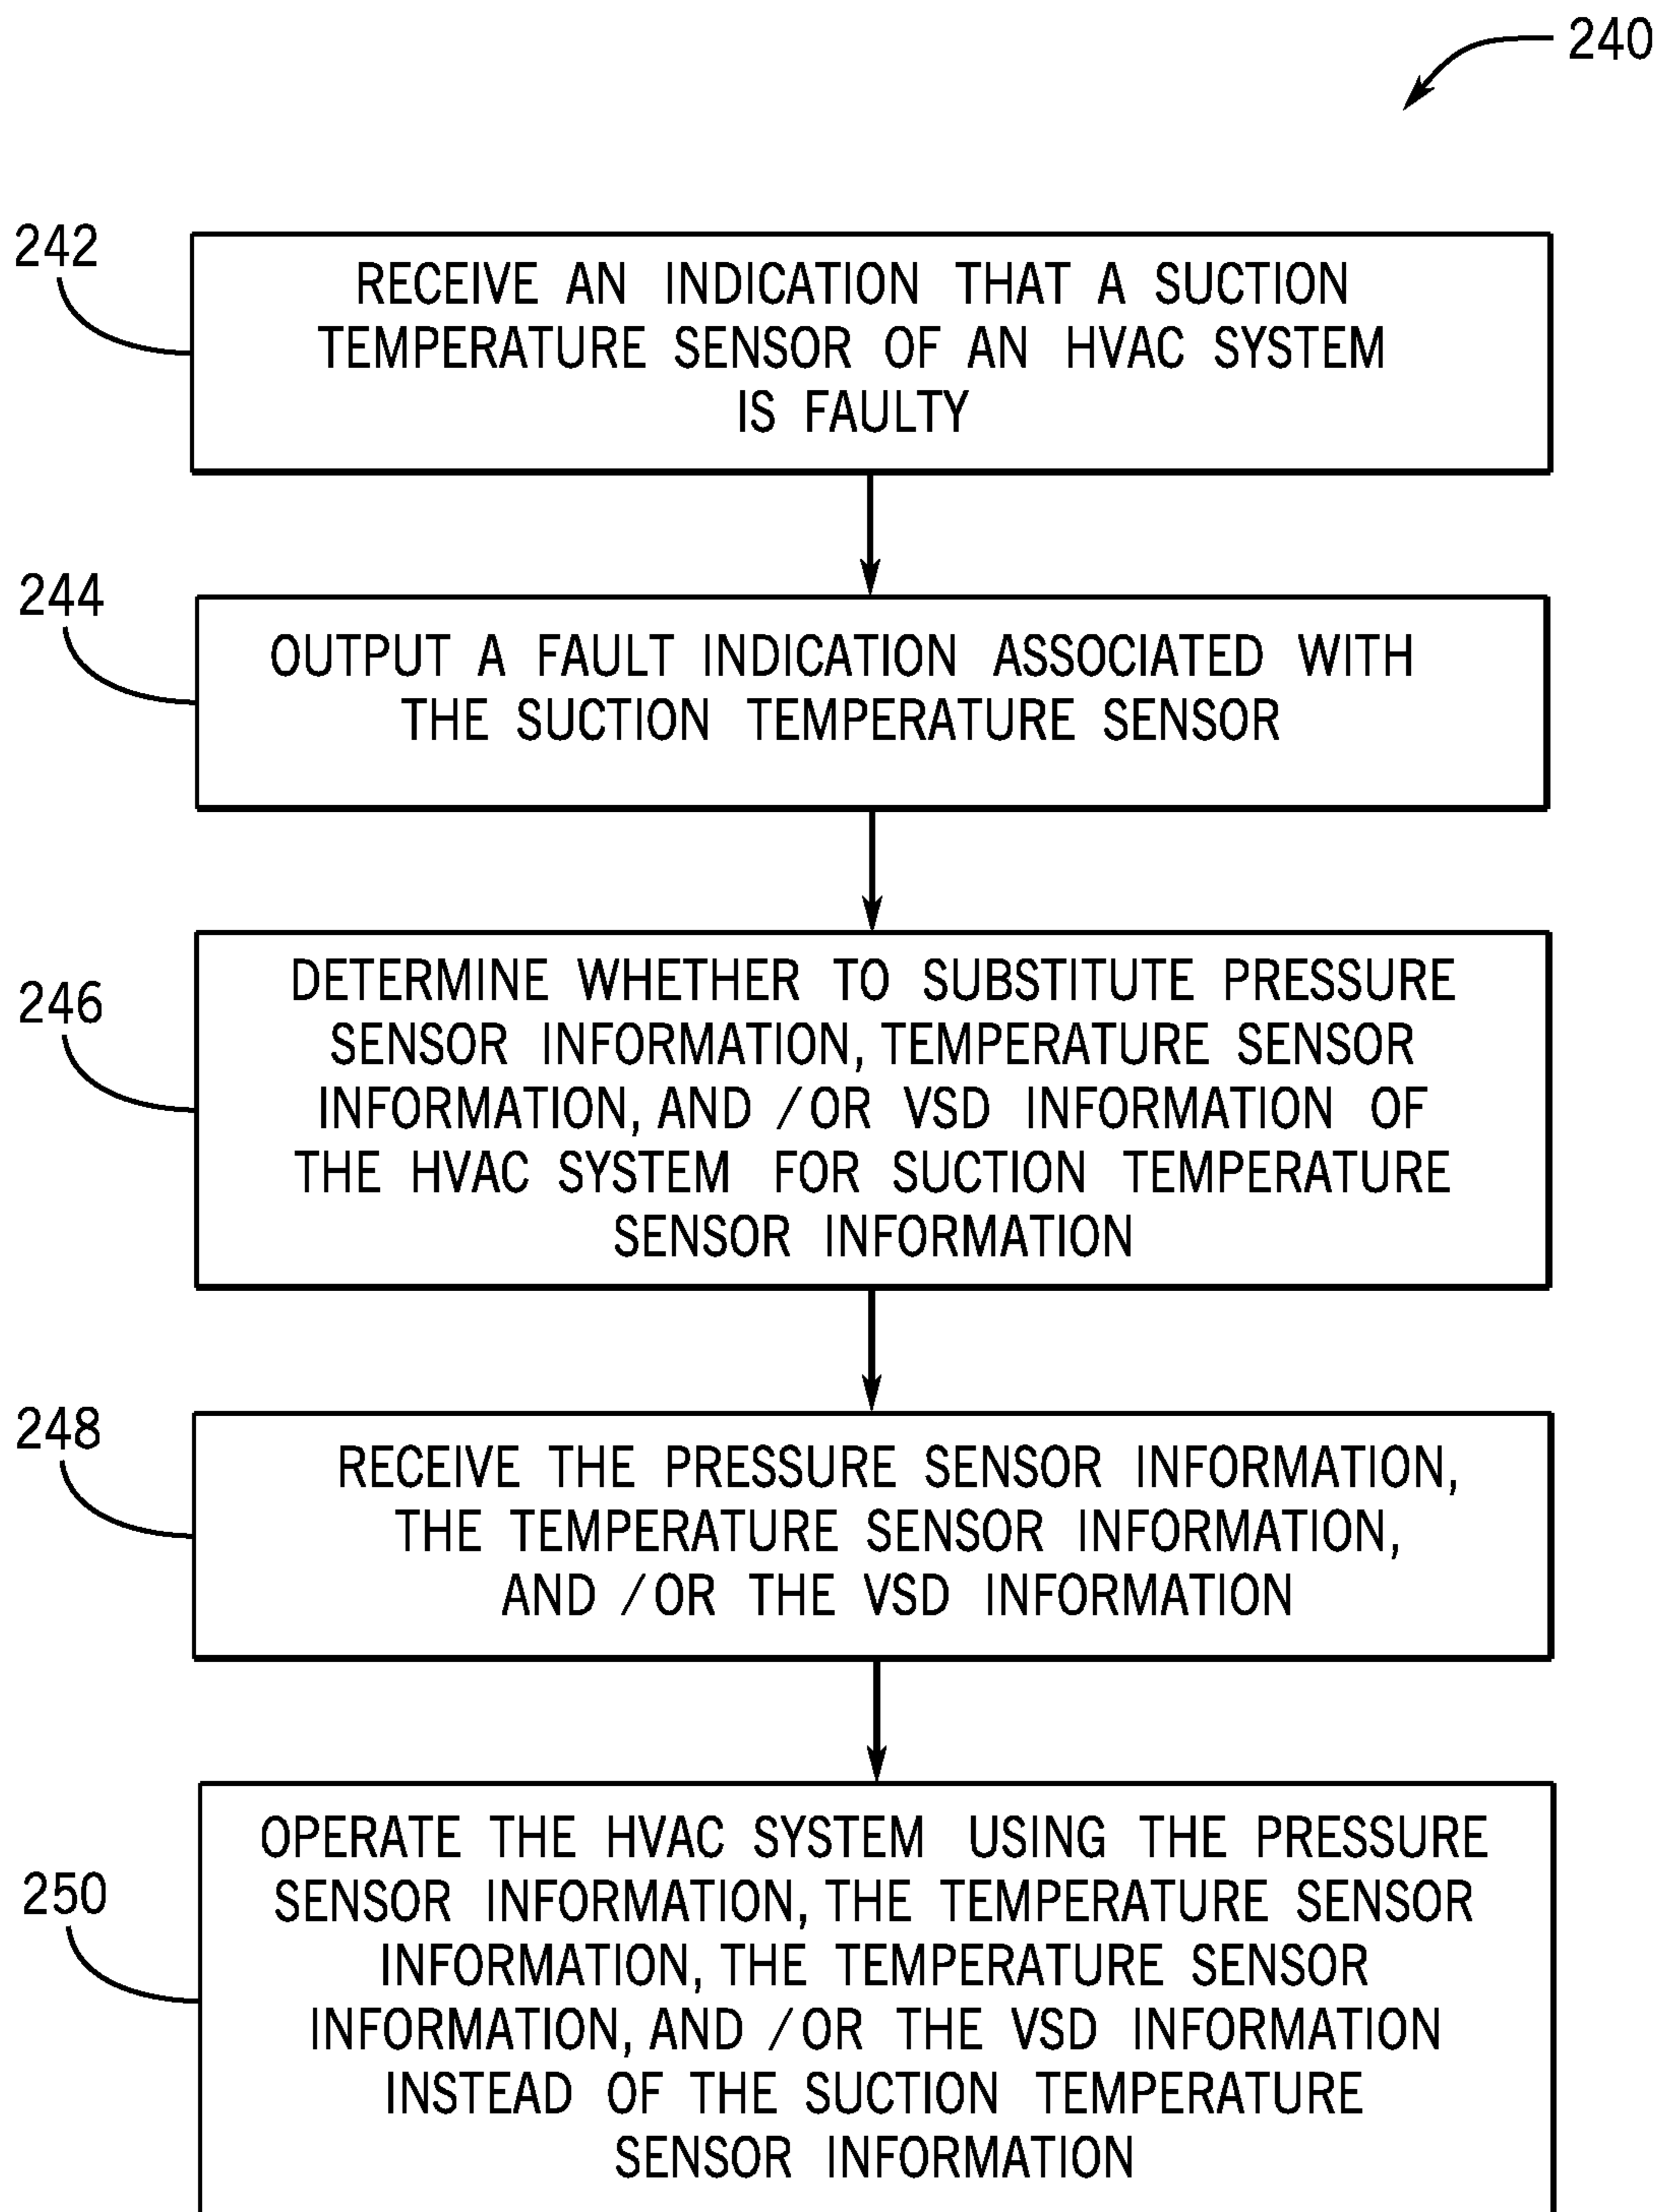 240
242
RECEIVE AN INDICATION THAT A SUCTION
TEMPERATURE SENSOR OF AN HVAC SYSTEM
IS FAULTY
244
OUTPUT A FAULT INDICATION ASSOCIATED WITH
THE SUCTION TEMPERATURE SENSOR
246
DETERMINE WHETHER TO SUBSTITUTE PRESSURE
SENSOR INFORMATION, TEMPERATURE SENSOR
INFORMATION, AND /OR VSD INFORMATION OF
THE HVAC SYSTEM FOR SUCTION TEMPERATURE
SENSOR INFORMATION
248
RECEIVE THE PRESSURE SENSOR INFORMATION,
THE TEMPERATURE SENSOR INFORMATION,
AND /OR THE VSD INFORMATION
250
OPERATE THE HVAC SYSTEM USING THE PRESSURE
SENSOR INFORMATION, THE TEMPERATURE SENSOR
INFORMATION, THE TEMPERATURE SENSOR
INFORMATION, AND /OR THE VSD INFORMATION
INSTEAD OF THE SUCTION TEMPERATURE
SENSOR INFORMATION